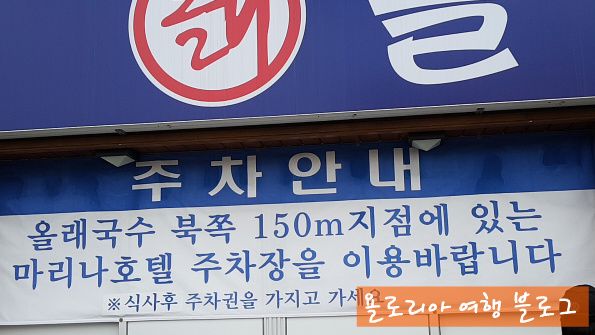 올
래
주차안내
올래국수 북쪽 150m지점에 있는
마리나호텔 주차장을 이용바랍니다
※식사후 주차권을 가지고 가세요
욜로리아 여행 블로그